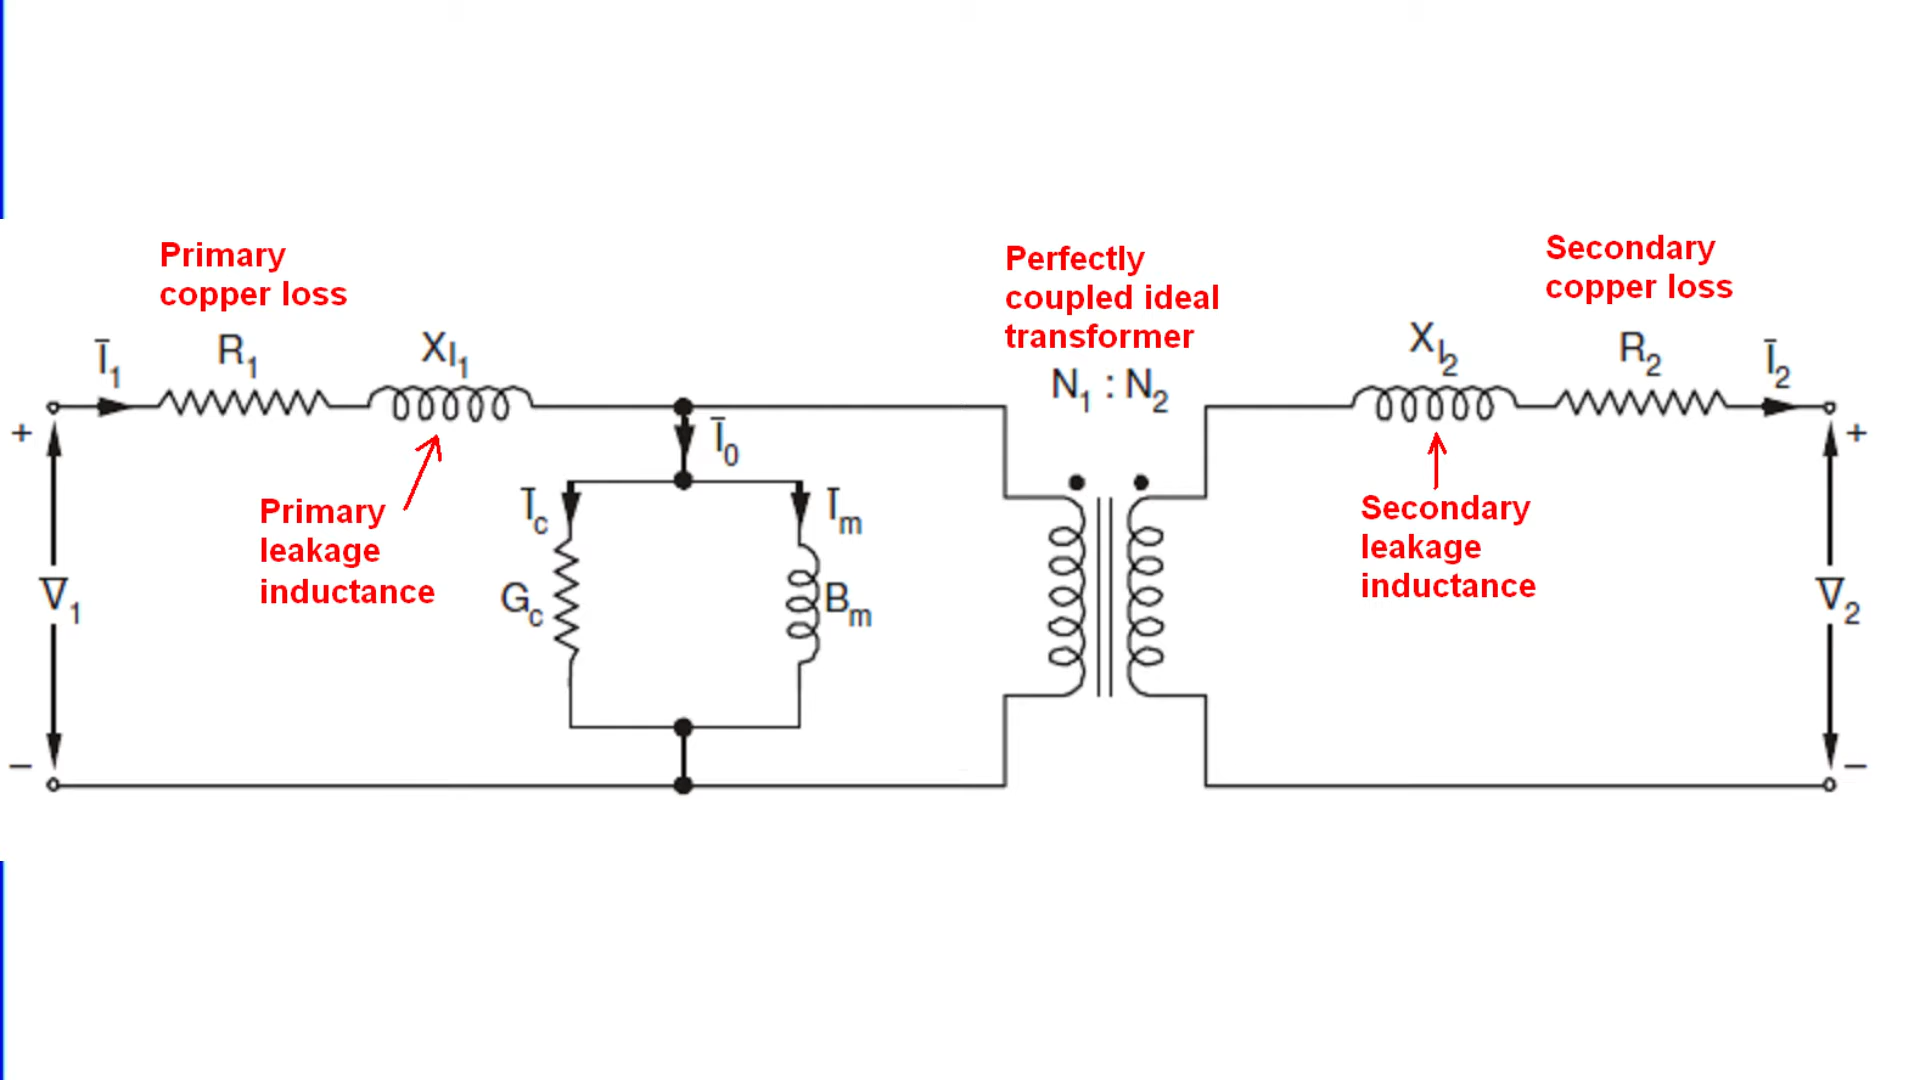 Primary
copper loss
Perfectly
coupled ideal
transformer
Secondary
copper loss
Ī₁
R₁
Xl₁
N₁ : N₂
Xl₂
R₂
Ī₂
+
+
Ī₀
Īc
Īm
Primary
leakage
inductance
Secondary
leakage
inductance
V̄₁
Gc
Bm
V̄₂
–
–